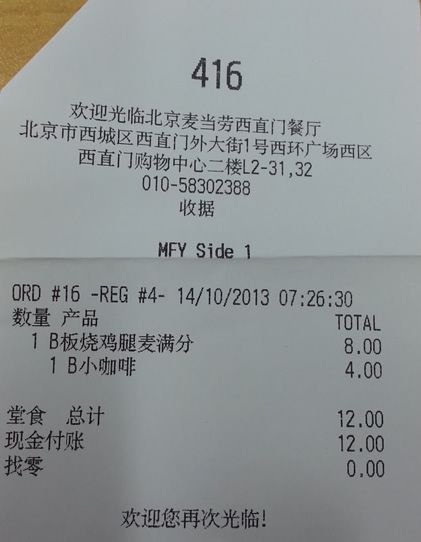 416
欢迎光临北京麦当劳西直门餐厅
北京市西城区西直门外大街1号西环广场西区
西直门购物中心二楼L2-31,32
010-58302388
收据
MFY Side 1
ORD #16 -REG #4- 14/10/2013 07:26:30
数量 产品 TOTAL
1 B板烧鸡腿麦满分 8.00
1 B小咖啡 4.00
堂食 总计 12.00
现金付账 12.00
找零 0.00
欢迎您再次光临!